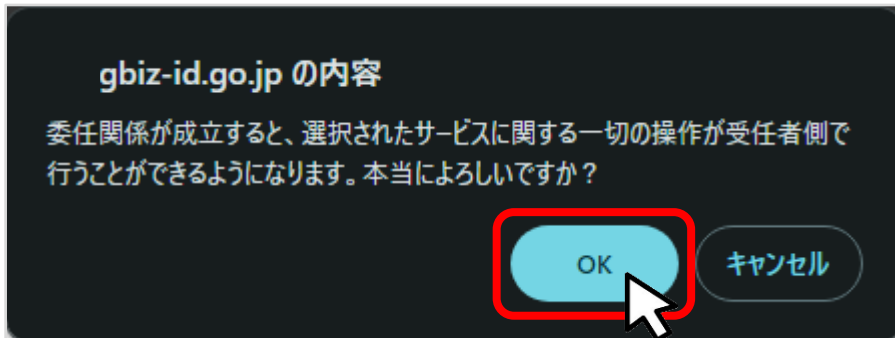 gbiz-id.go.jp の内容
委任関係が成立すると、選択されたサービスに関する一切の操作が受任者側で
行うことができるようになります。本当によろしいですか？
OK
キャンセル